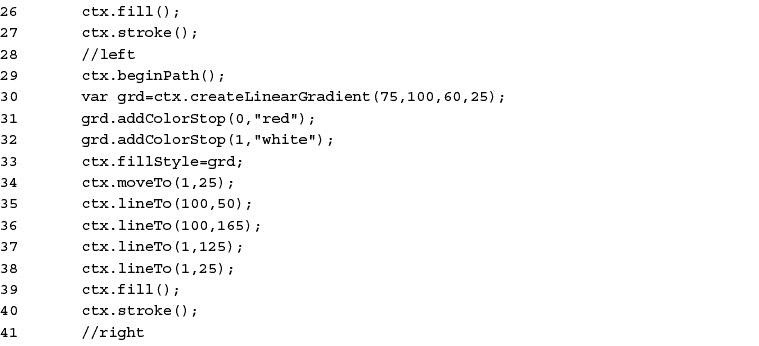 26 ctx.fill();
27 ctx.stroke();
28 //left
29 ctx.beginPath();
30 var grd=ctx.createLinearGradient(75,100,60,25);
31 grd.addColorStop(0,"red");
32 grd.addColorStop(1,"white");
33 ctx.fillStyle=grd;
34 ctx.moveTo(1,25);
35 ctx.lineTo(100,50);
36 ctx.lineTo(100,165);
37 ctx.lineTo(1,125);
38 ctx.lineTo(1,25);
39 ctx.fill();
40 ctx.stroke();
41 //right